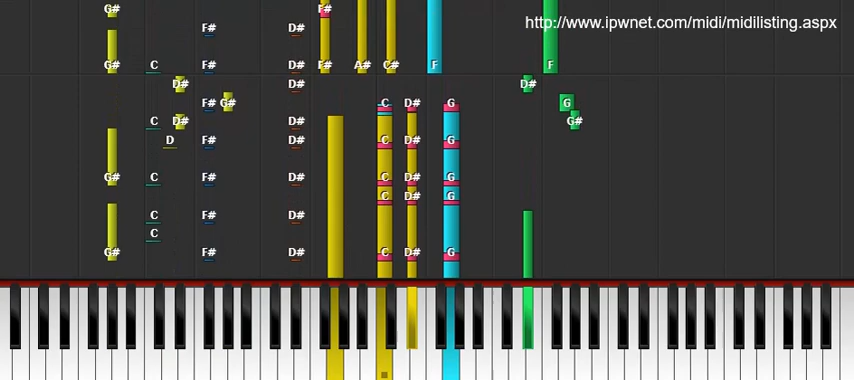 http://www.ipwnet.com/midi/midilisting.aspx
G# F#
F# D#
G# C F# D# F# A# C# F F
D# D# D#
F# G# C D# G G
C D# D# G#
D F# D# C D# G
G# C F# D# C D# G
C D# G
C F# D#
C
G# F# D# C D# G